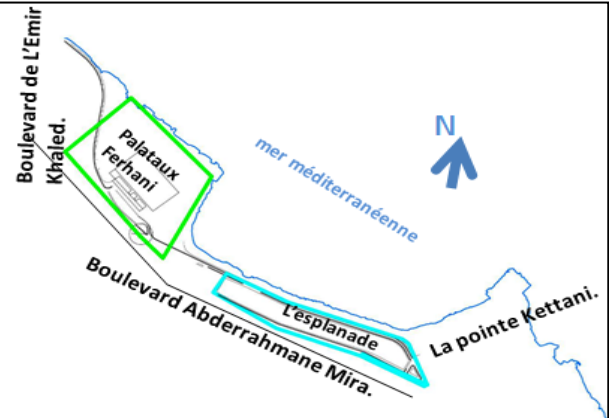 Boulevard de L'Emir
Khaled.
Palataux
Ferhani
N
mer méditerranéenne
Boulevard Abderrahmane Mira.
L'esplanade
La pointe Kettani.